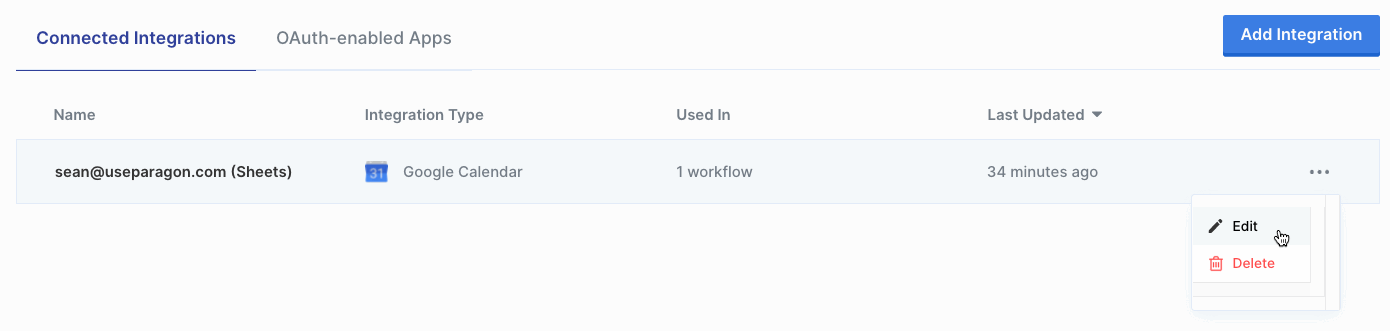 Connected Integrations OAuth-enabled Apps Add Integration
Name Integration Type Used In Last Updated
sean@useparagon.com (Sheets) 31 Google Calendar 1 workflow 34 minutes ago
Edit
Delete